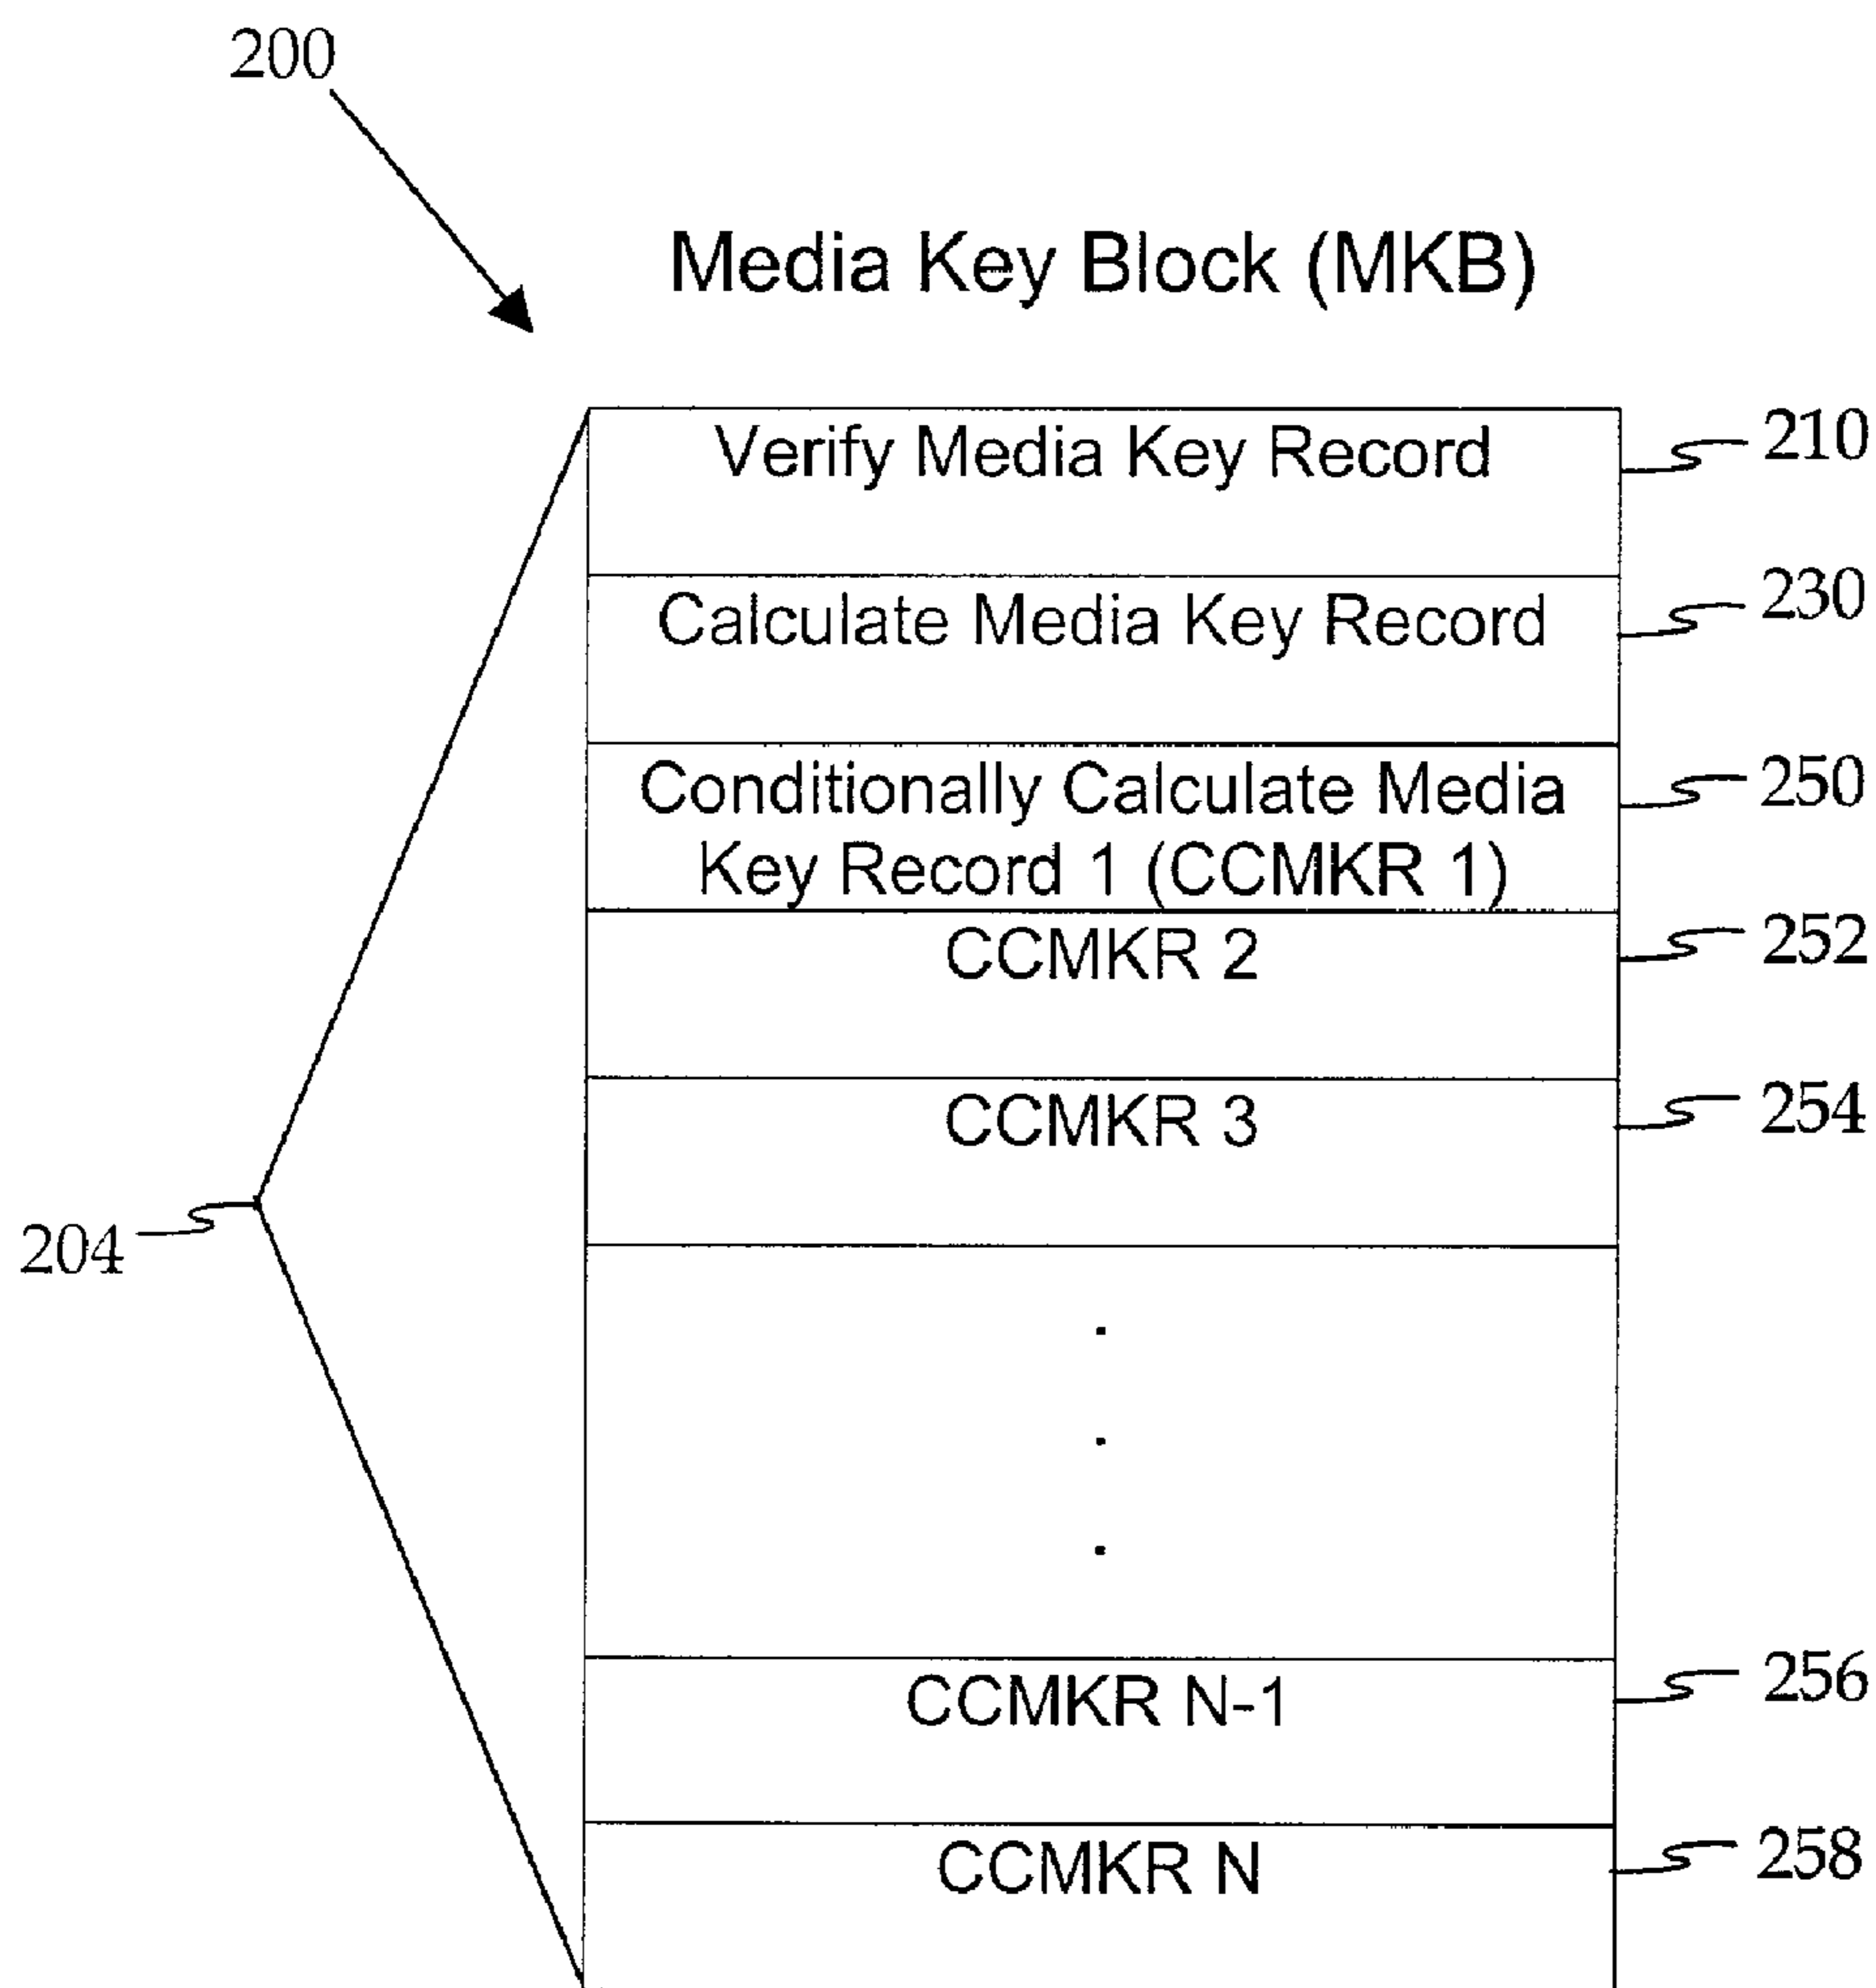 200
Media Key Block (MKB)
Verify Media Key Record
210
Calculate Media Key Record
230
Conditionally Calculate Media
Key Record 1 (CCMKR 1)
250
CCMKR 2
252
CCMKR 3
254
204
.
.
.
CCMKR N-1
256
CCMKR N
258